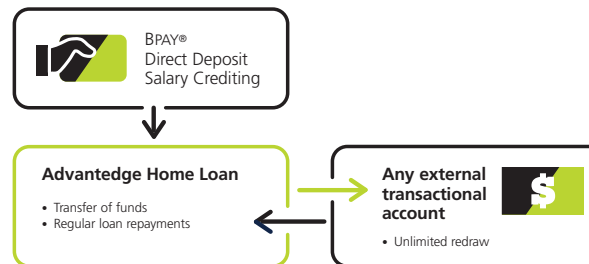 BPAY®
Direct Deposit
Salary Crediting
Advantedge Home Loan
• Transfer of funds
• Regular loan repayments
Any external
transactional
account
$
• Unlimited redraw